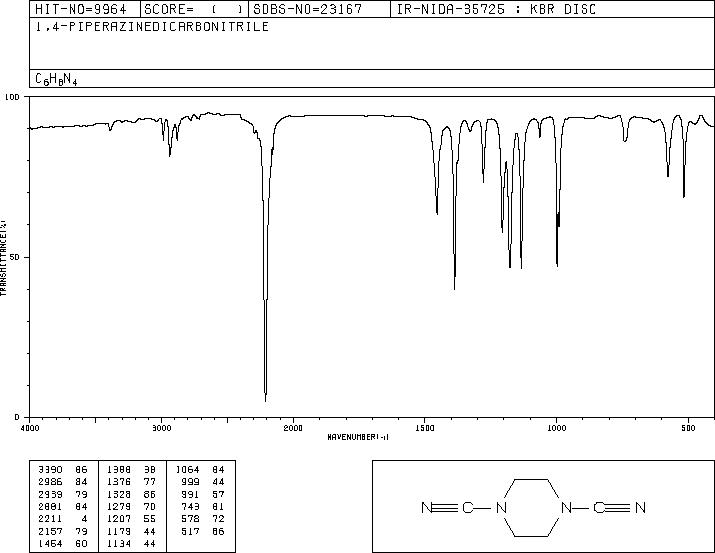 HIT-NO=9964 SCORE= ( ) SDBS-NO=23167 IR-NIDA-35725 : KBR DISC
1,4-PIPERAZINEDICARBONITRILE
C6H8N4
100
50
0
TRANSMITTANCE(%)
4000 3000 2000 1500 1000 500
WAVENUMBER(-1)
3390 86 1388 38 1064 84
2986 84 1376 77 999 44
2939 79 1328 86 991 57
2881 84 1279 70 743 81
2211 4 1207 55 578 72
2157 79 1179 44 517 66
1454 60 1134 44
N C N N C N